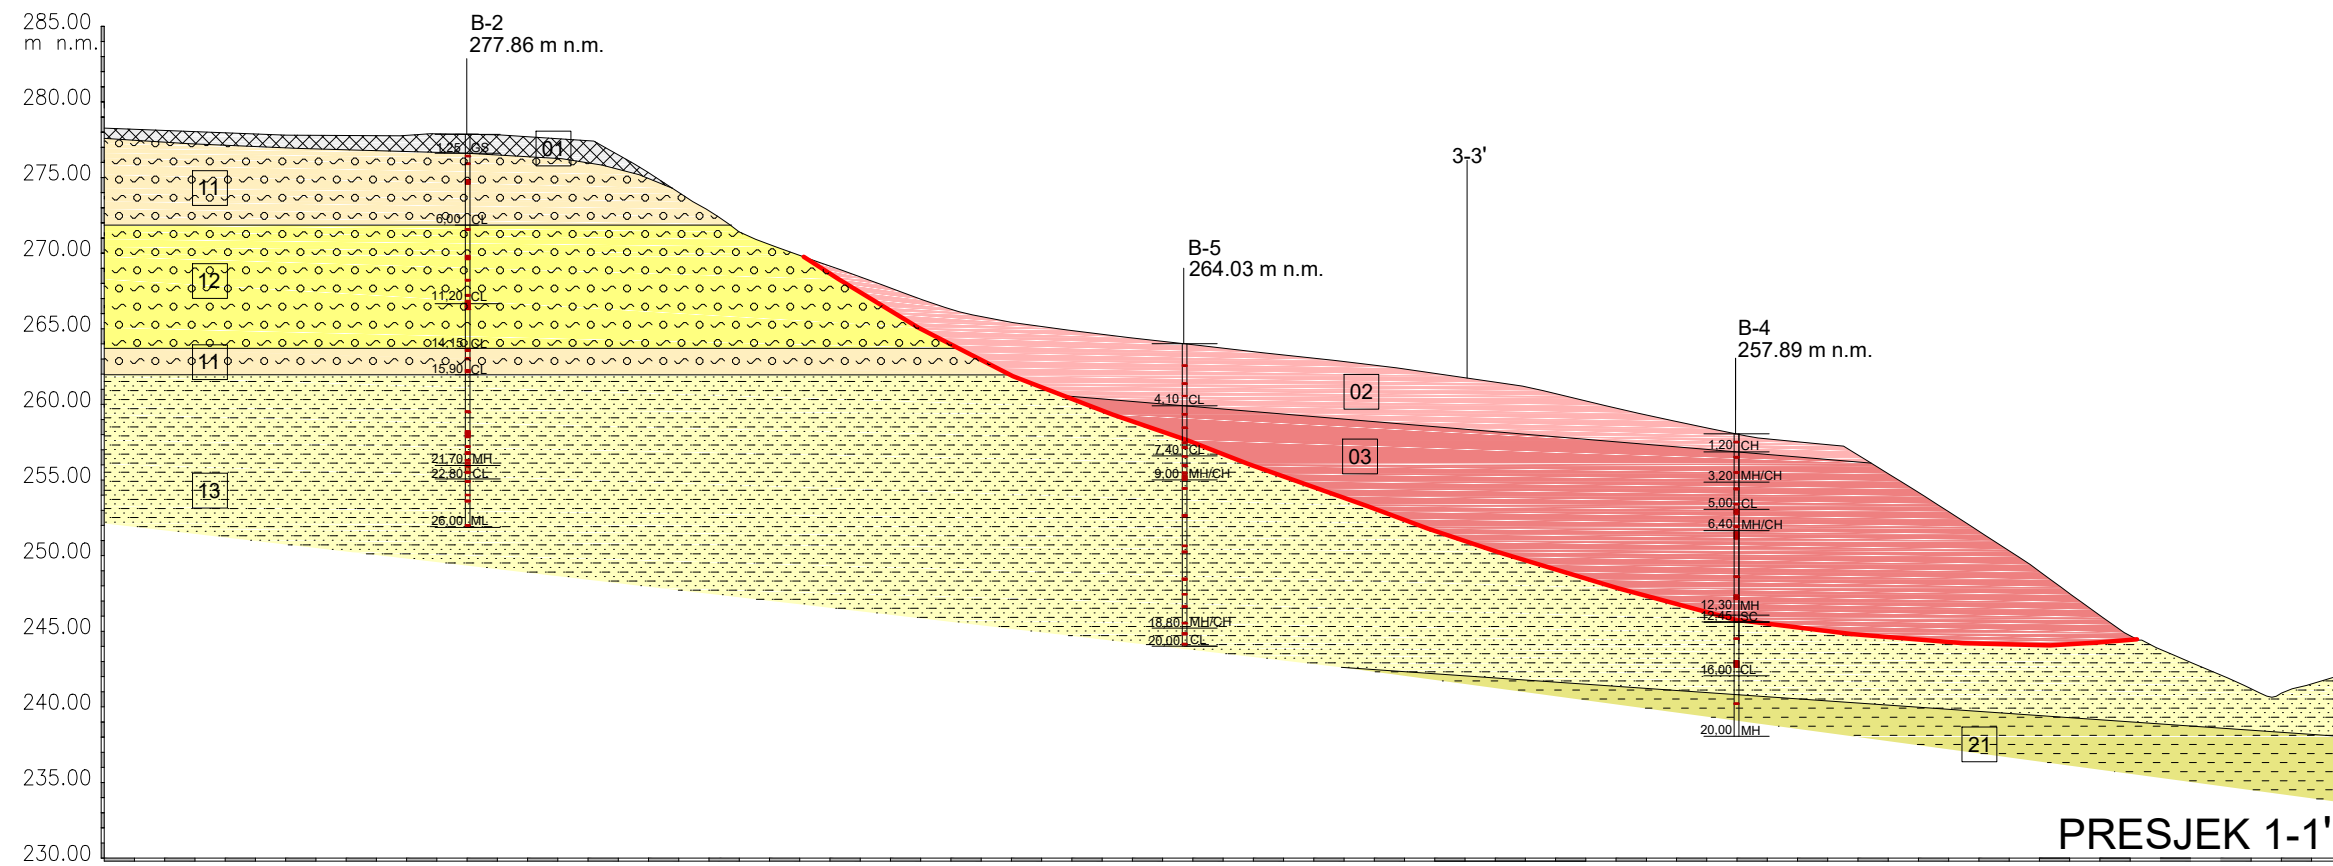 285.00
m n.m.
280.00
275.00
270.00
265.00
260.00
255.00
250.00
245.00
240.00
235.00
230.00
B-2
277.86 m n.m.
1,25 GS
6,00 CL
11,20 CL
14,15 CL
15,90 CL
21,70 MH
22,80 CL
26,00 ML
01
11
12
11
13
B-5
264.03 m n.m.
4,10 CL
7,40 CL
9,00 MH/CH
18,80 MH/CH
20,00 CL
3-3'
02
03
B-4
257.89 m n.m.
1,20 CH
3,20 MH/CH
5,00 CL
6,40 MH/CH
12,30 MH
12,45 SC
16,00 CL
20,00 MH
21
PRESJEK 1-1'